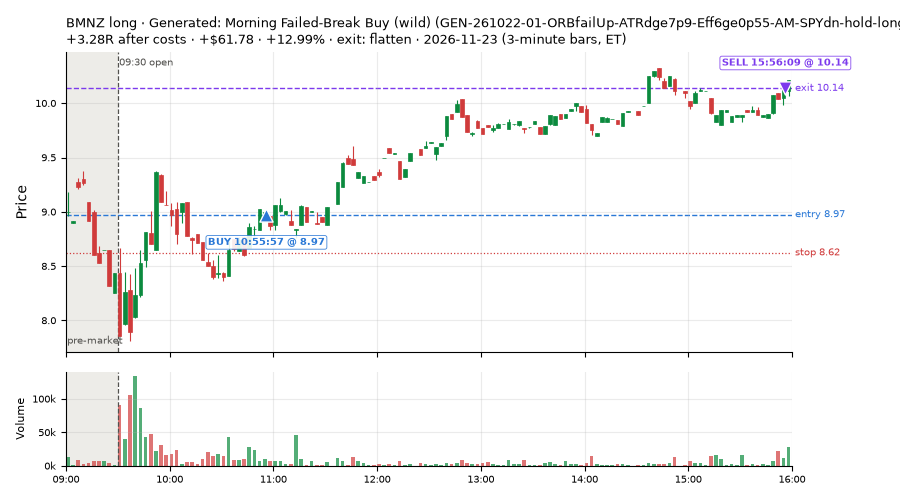 BMNZ long · Generated: Morning Failed-Break Buy (wild) (GEN-261022-01-ORBfailUp-ATRdge7p9-Eff6ge0p55-AM-SPYdn-hold-long
+3.28R after costs · +$61.78 · +12.99% · exit: flatten · 2026-11-23 (3-minute bars, ET)
09:30 open
SELL 15:56:09 @ 10.14
exit 10.14
10.0
9.5
9.0
8.5
8.0
Price
entry 8.97
BUY 10:55:57 @ 8.97
stop 8.62
pre-market
100k
50k
0k
Volume
09:00 10:00 11:00 12:00 13:00 14:00 15:00 16:00